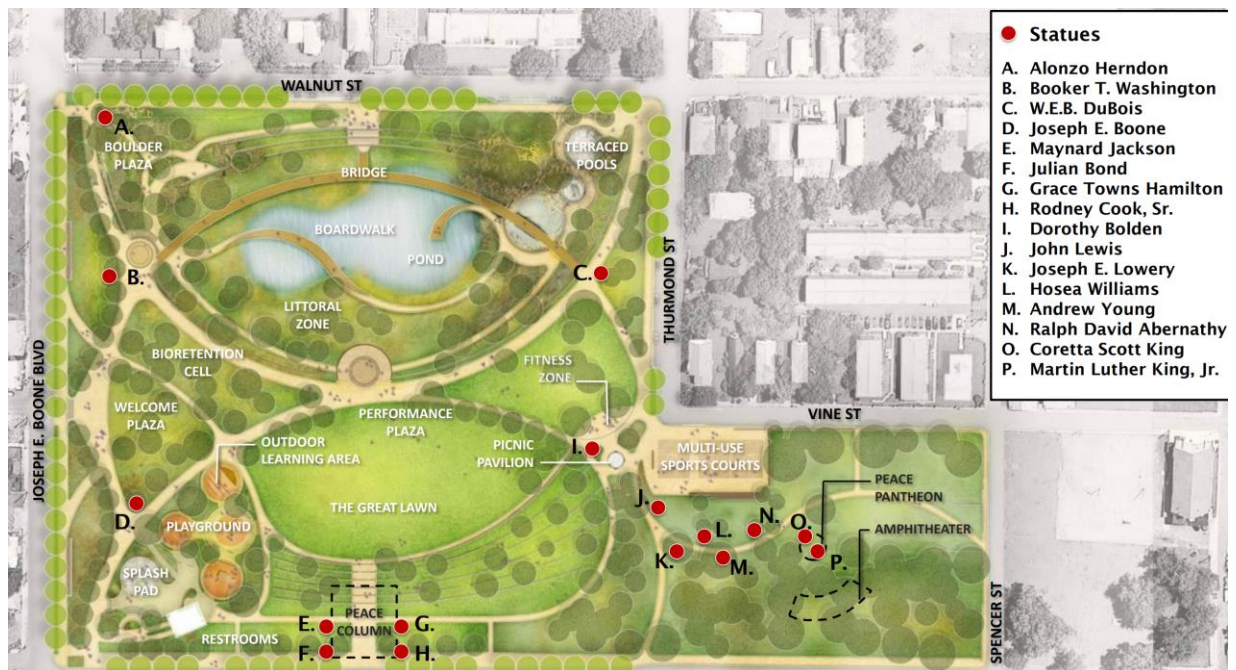 WALNUT ST
A.
BOULDER
PLAZA
TERRACED
POOLS
BRIDGE
BOARDWALK
POND
B.
C.
LITTORAL
ZONE
THURMOND ST
JOSEPH E. BOONE BLVD
BIORETENTION
CELL
FITNESS
ZONE
WELCOME
PLAZA
PERFORMANCE
PLAZA
VINE ST
OUTDOOR
LEARNING AREA
PICNIC
PAVILION
I.
MULTI-USE
SPORTS COURTS
D.
PLAYGROUND
THE GREAT LAWN
J.
PEACE
PANTHEON
K.
L.
M.
N.
O.
P.
AMPHITHEATER
SPLASH
PAD
RESTROOMS
E.
F.
PEACE
COLUMN
G.
H.
SPENCER ST
Statues
A. Alonzo Herndon
B. Booker T. Washington
C. W.E.B. DuBois
D. Joseph E. Boone
E. Maynard Jackson
F. Julian Bond
G. Grace Towns Hamilton
H. Rodney Cook, Sr.
I. Dorothy Bolden
J. John Lewis
K. Joseph E. Lowery
L. Hosea Williams
M. Andrew Young
N. Ralph David Abernathy
O. Coretta Scott King
P. Martin Luther King, Jr.